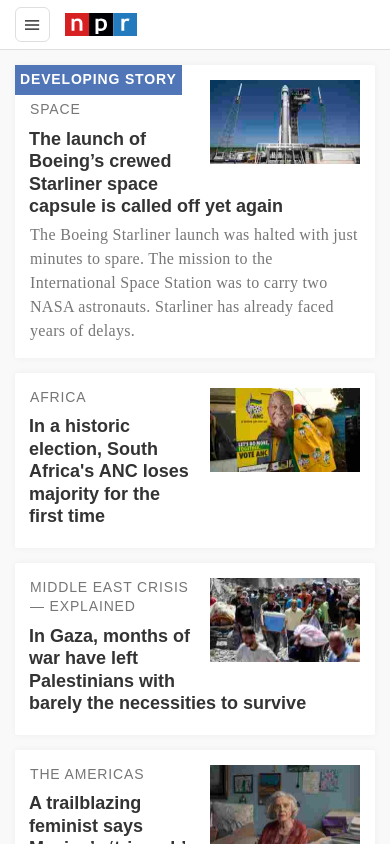 npr
DEVELOPING STORY
SPACE
The launch of
Boeing’s crewed
Starliner space
capsule is called off yet again
The Boeing Starliner launch was halted with just
minutes to spare. The mission to the
International Space Station was to carry two
NASA astronauts. Starliner has already faced
years of delays.
AFRICA
In a historic
election, South
Africa's ANC loses
majority for the
first time
VOTE ANC
MIDDLE EAST CRISIS
— EXPLAINED
In Gaza, months of
war have left
Palestinians with
barely the necessities to survive
THE AMERICAS
A trailblazing
feminist says